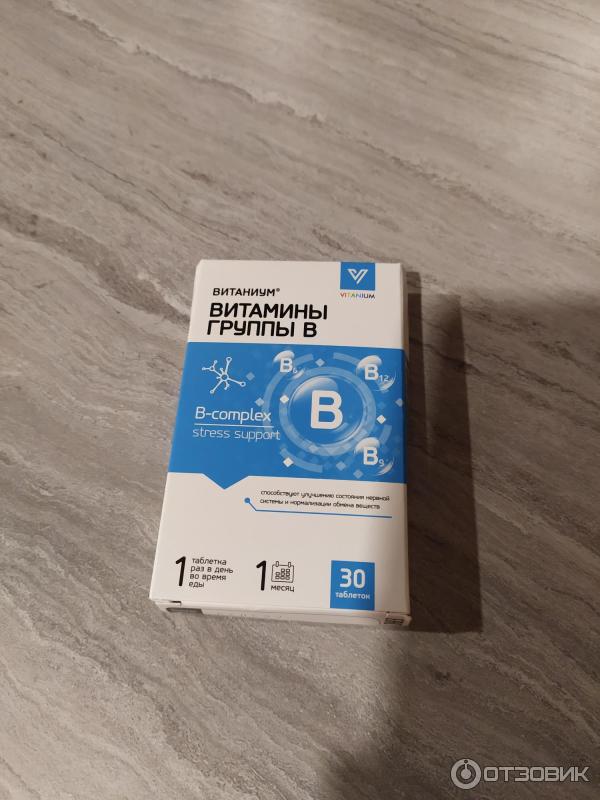 ВИТАНИУМ®
VITANIUM
ВИТАМИНЫ
ГРУППЫ В
B6
B12
B
B9
B-complex
stress support
способствуют улучшению состояния нервной
системы и нормализации обмена веществ
1 таблетка
раз в день
во время
еды
1 месяц
30
таблеток
ОТЗОВИК